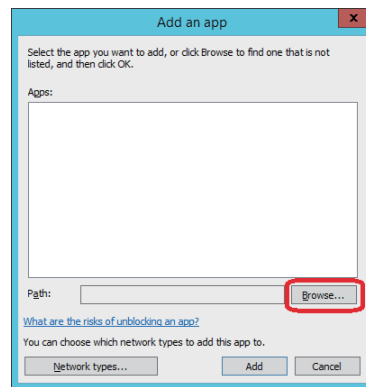 Add an app
x
Select the app you want to add, or click Browse to find one that is not
listed, and then click OK.
Apps:
Path:
Browse...
What are the risks of unblocking an app?
You can choose which network types to add this app to.
Network types...
Add
Cancel